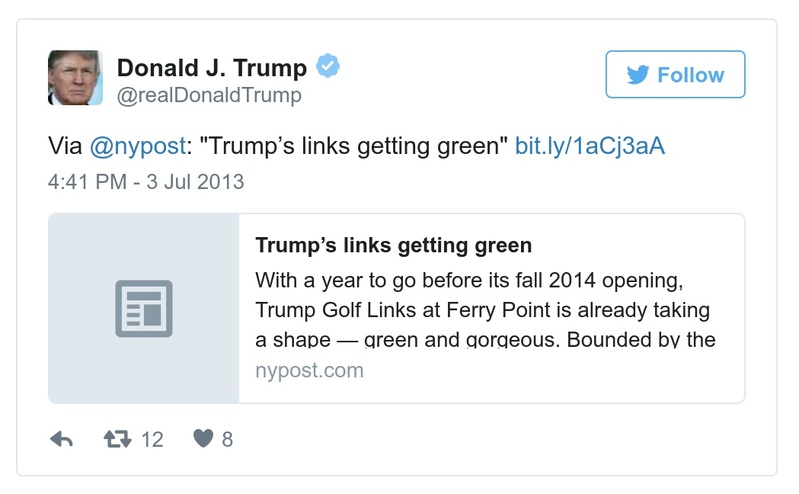 Donald J. Trump
@realDonaldTrump
Follow
Via @nypost: "Trump’s links getting green" bit.ly/1aCj3aA
4:41 PM - 3 Jul 2013
Trump’s links getting green
With a year to go before its fall 2014 opening,
Trump Golf Links at Ferry Point is already taking
a shape — green and gorgeous. Bounded by the
nypost.com
12
8